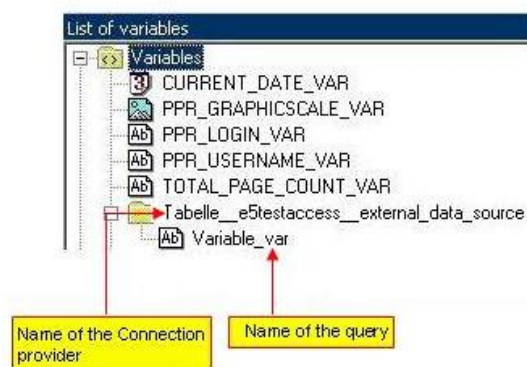 List of variables
Variables
CURRENT_DATE_VAR
PPR_GRAPHICSCALE_VAR
PPR_LOGIN_VAR
PPR_USERNAME_VAR
TOTAL_PAGE_COUNT_VAR
Tabelle__e5testaccess__external_data_source
Variable_var
Name of the Connection
provider
Name of the query